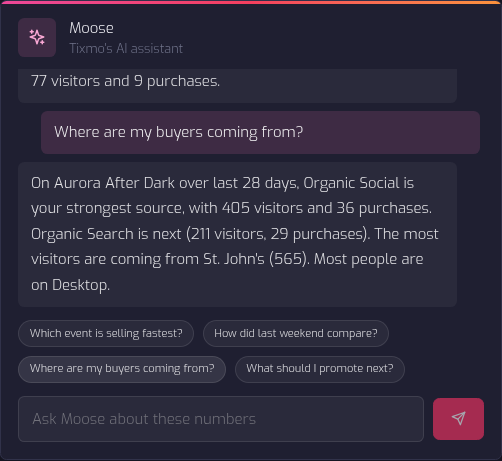 Moose
Tixmo's AI assistant
77 visitors and 9 purchases.
Where are my buyers coming from?
On Aurora After Dark over last 28 days, Organic Social is
your strongest source, with 405 visitors and 36 purchases.
Organic Search is next (211 visitors, 29 purchases). The most
visitors are coming from St. John's (565). Most people are
on Desktop.
Which event is selling fastest?
How did last weekend compare?
Where are my buyers coming from?
What should I promote next?
Ask Moose about these numbers